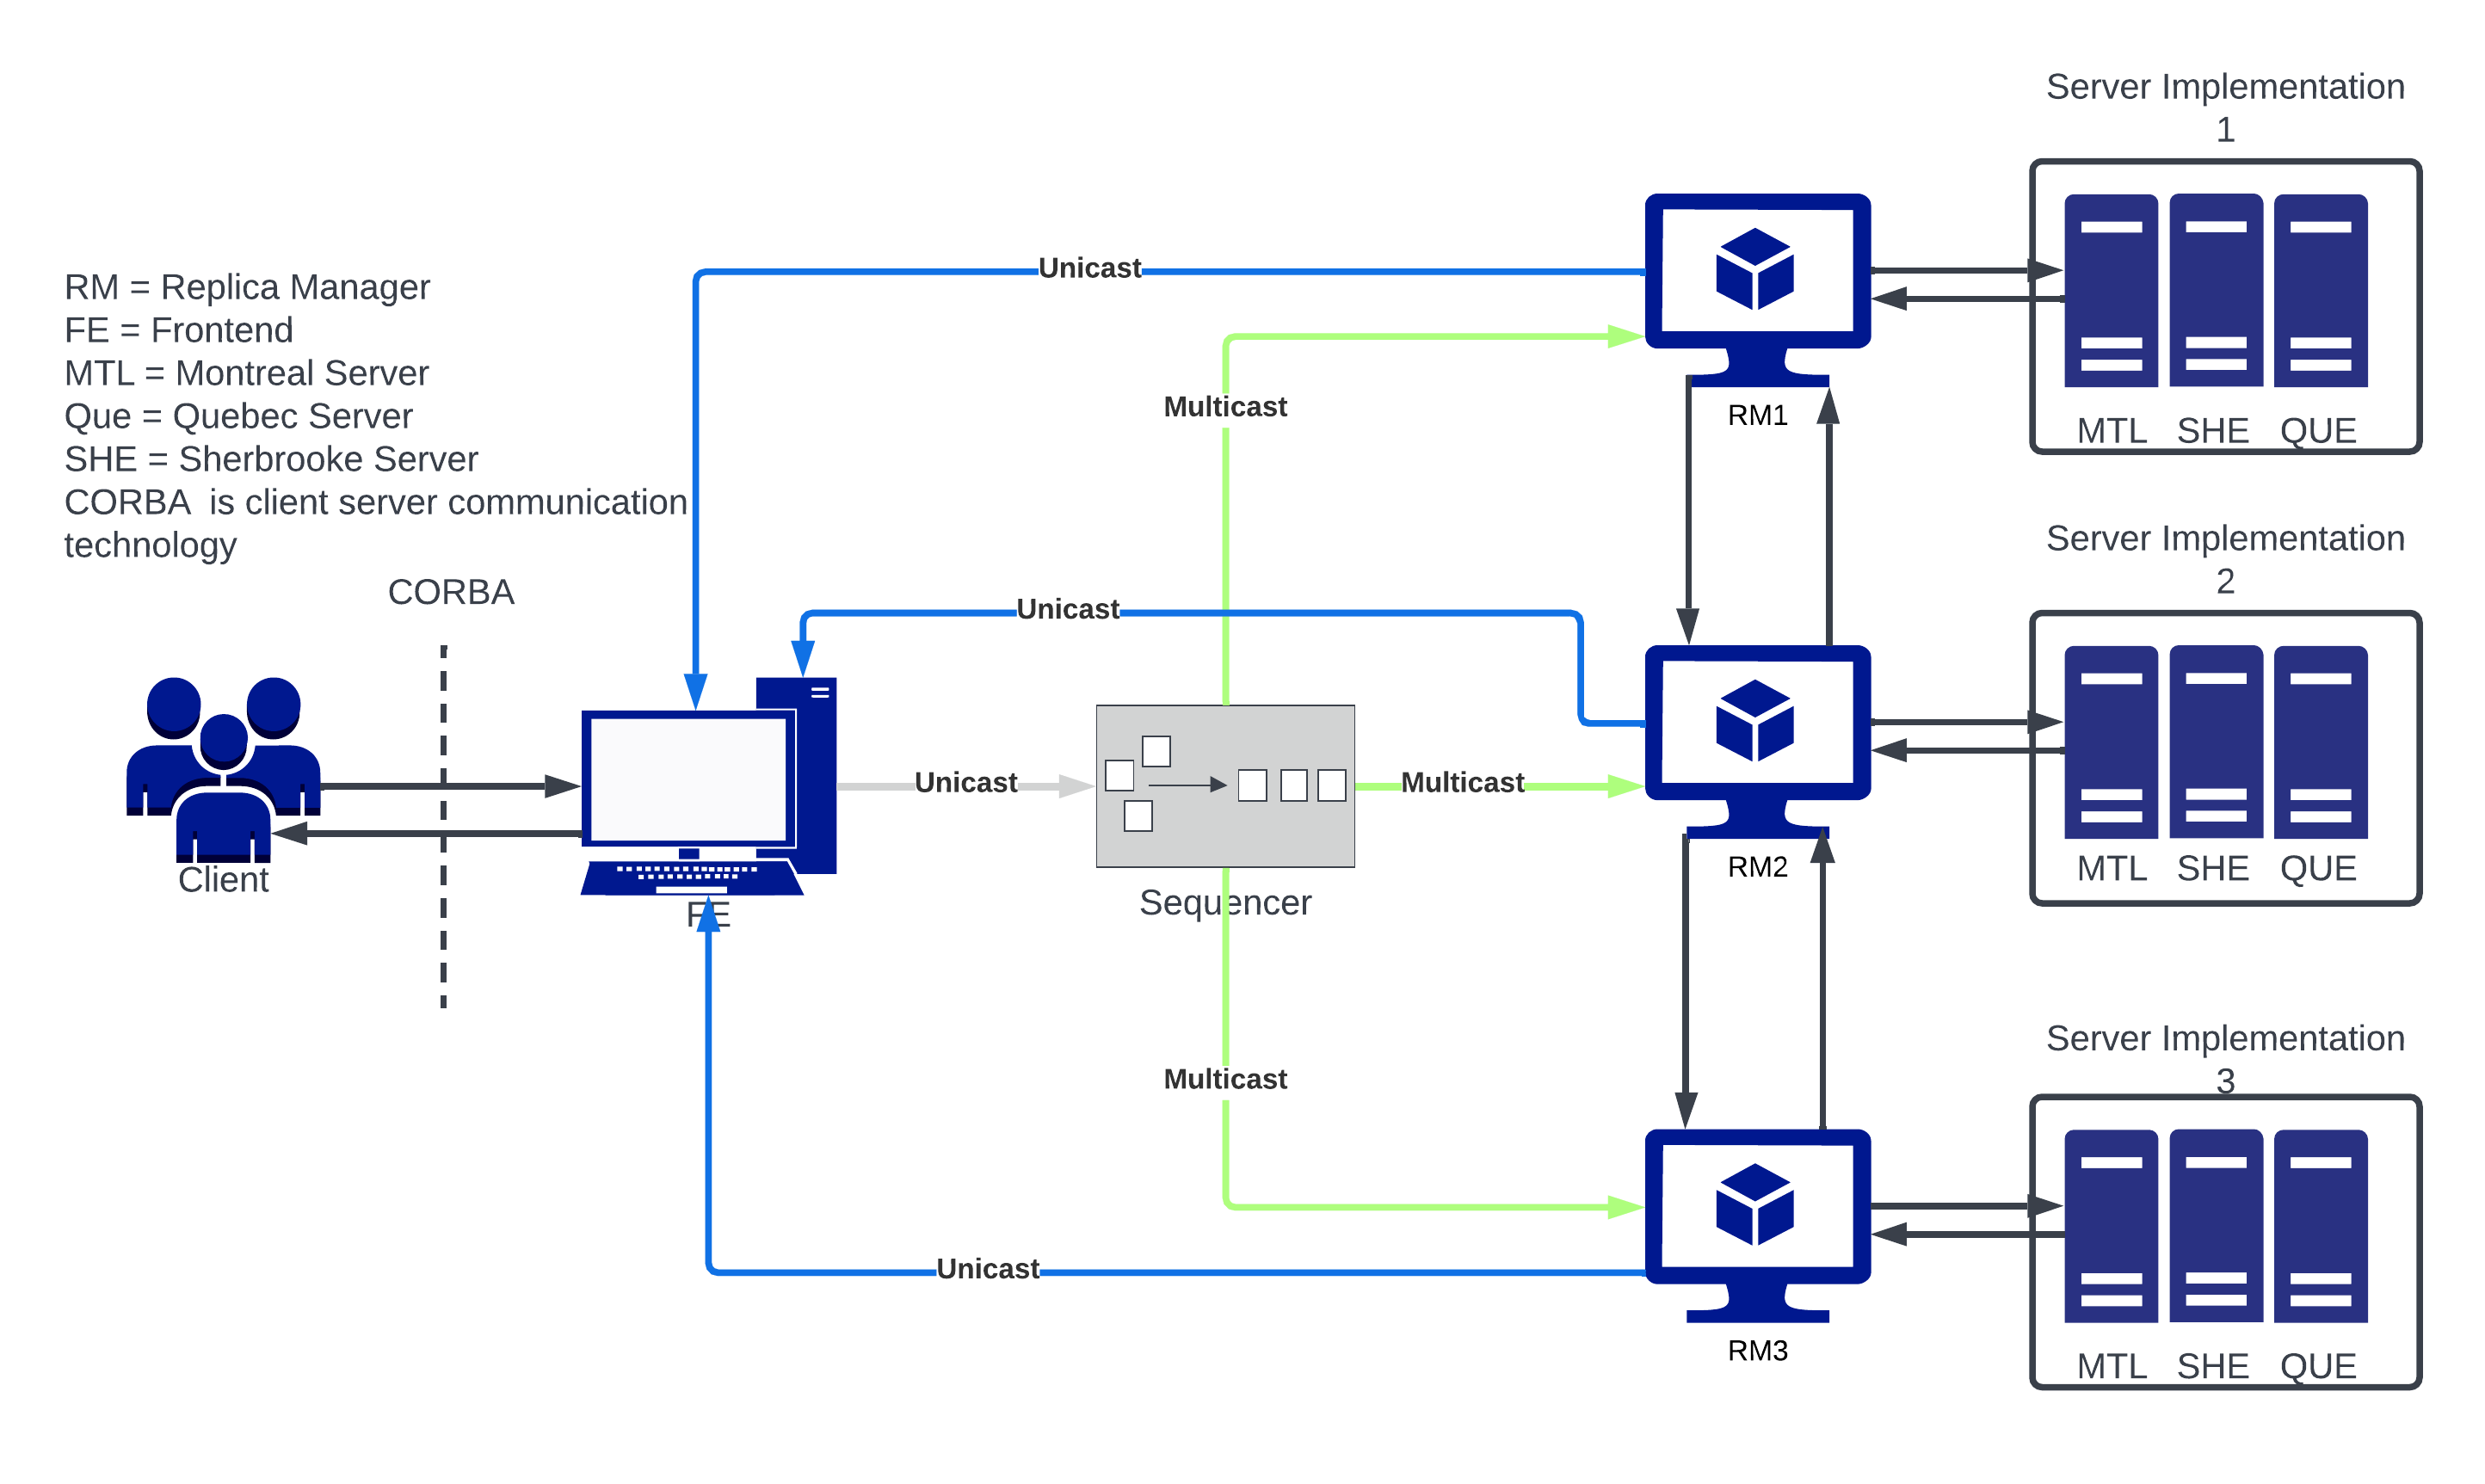 Server Implementation
1
RM = Replica Manager
FE = Frontend
MTL = Montreal Server
Que = Quebec Server
SHE = Sherbrooke Server
CORBA  is client server communication
technology
Unicast
Multicast
RM1
MTL SHE QUE
CORBA
Unicast
Server Implementation
2
Client
FE
Unicast
Sequencer
Multicast
RM2
MTL SHE QUE
Multicast
Unicast
Server Implementation
3
RM3
MTL SHE QUE